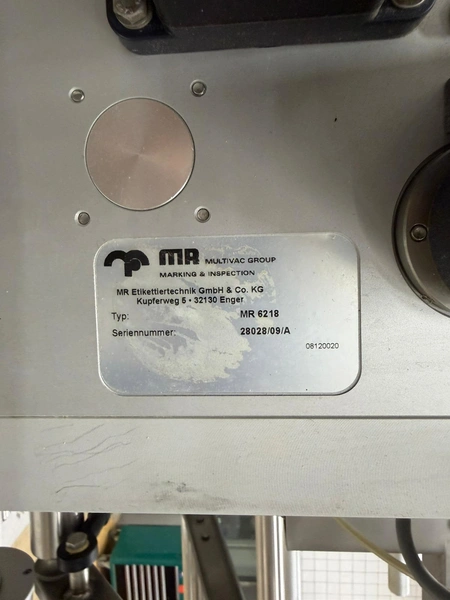 MR MULTIVAC GROUP
MARKING & INSPECTION
MR Etikettiertechnik GmbH & Co. KG
Kupferweg 5 • 32130 Enger
Typ: MR 6218
Seriennummer: 28028/09/A
08120020